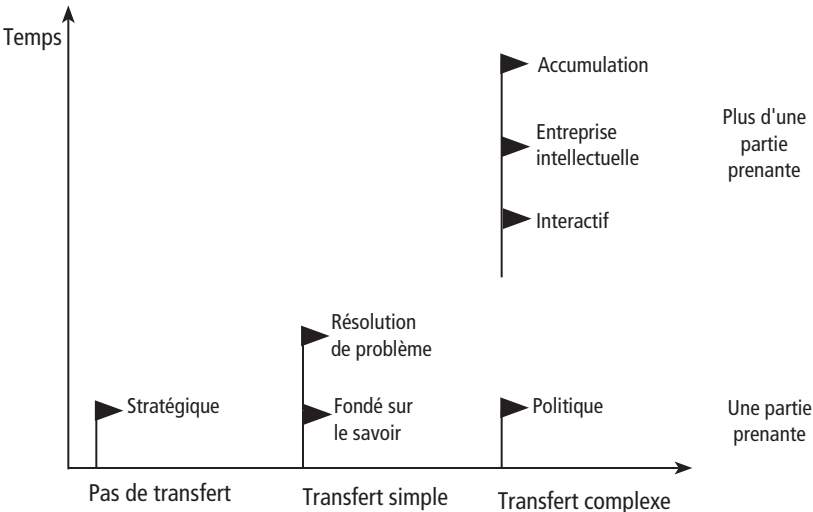 Temps
Accumulation
Entreprise
intellectuelle
Interactif
Plus d'une
partie
prenante
Résolution
de problème
Stratégique
Fondé sur
le savoir
Politique
Une partie
prenante
Pas de transfert
Transfert simple
Transfert complexe